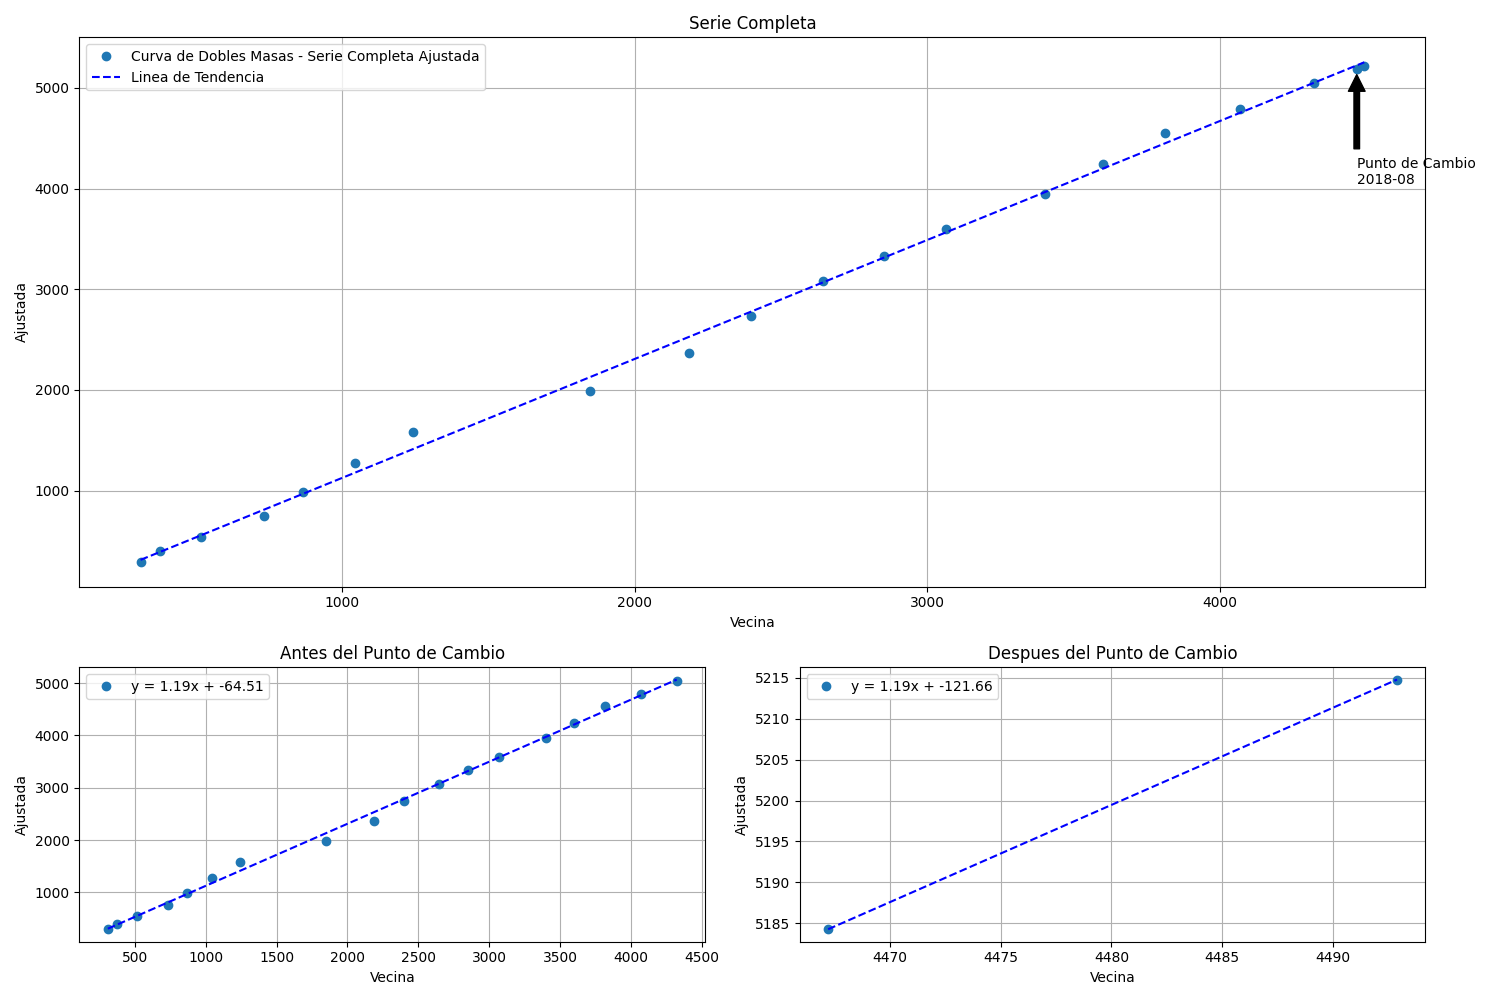 Serie Completa
Curva de Dobles Masas - Serie Completa Ajustada
Linea de Tendencia
5000
4000
3000
2000
1000
Ajustada
Punto de Cambio
2018-08
1000 2000 3000 4000
Vecina
Antes del Punto de Cambio
y = 1.19x + -64.51
5000
4000
3000
2000
1000
Ajustada
500 1000 1500 2000 2500 3000 3500 4000 4500
Vecina
Despues del Punto de Cambio
y = 1.19x + -121.66
5215
5210
5205
5200
5195
5190
5185
Ajustada
4470 4475 4480 4485 4490
Vecina